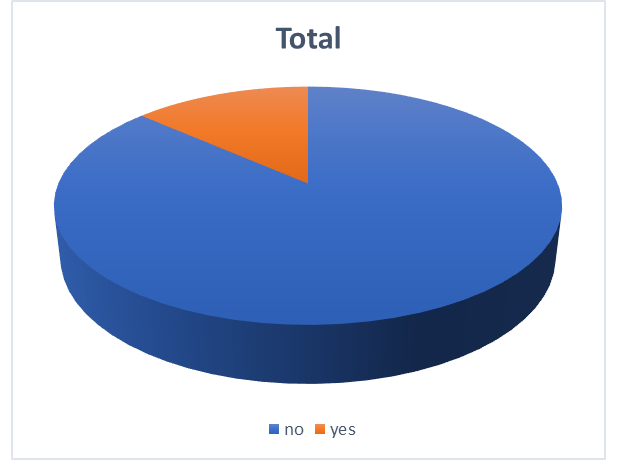 Total
no yes